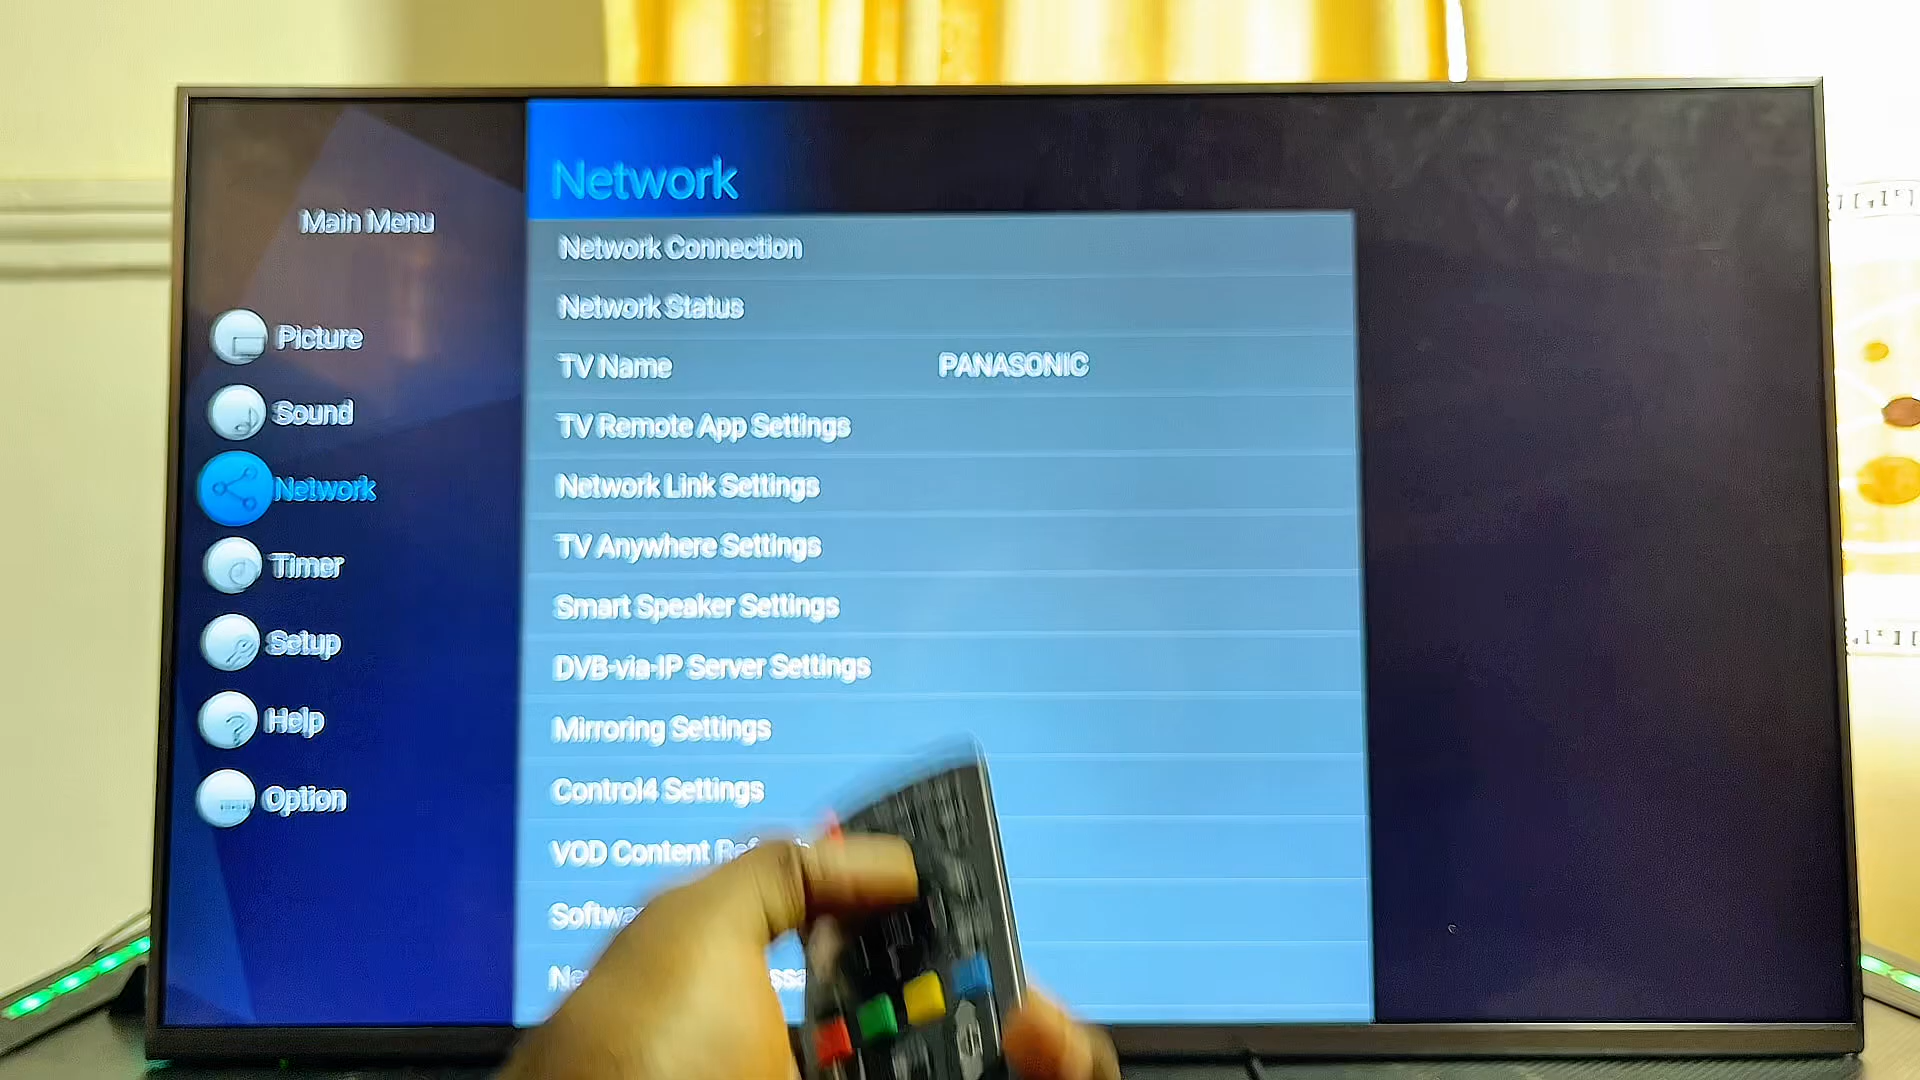 Main Menu
Picture
Sound
Network
Timer
Setup
Help
Option
Network
Network Connection
Network Status
TV Name PANASONIC
TV Remote App Settings
Network Link Settings
TV Anywhere Settings
Smart Speaker Settings
DVB-via-IP Server Settings
Mirroring Settings
Control4 Settings
VOD Content